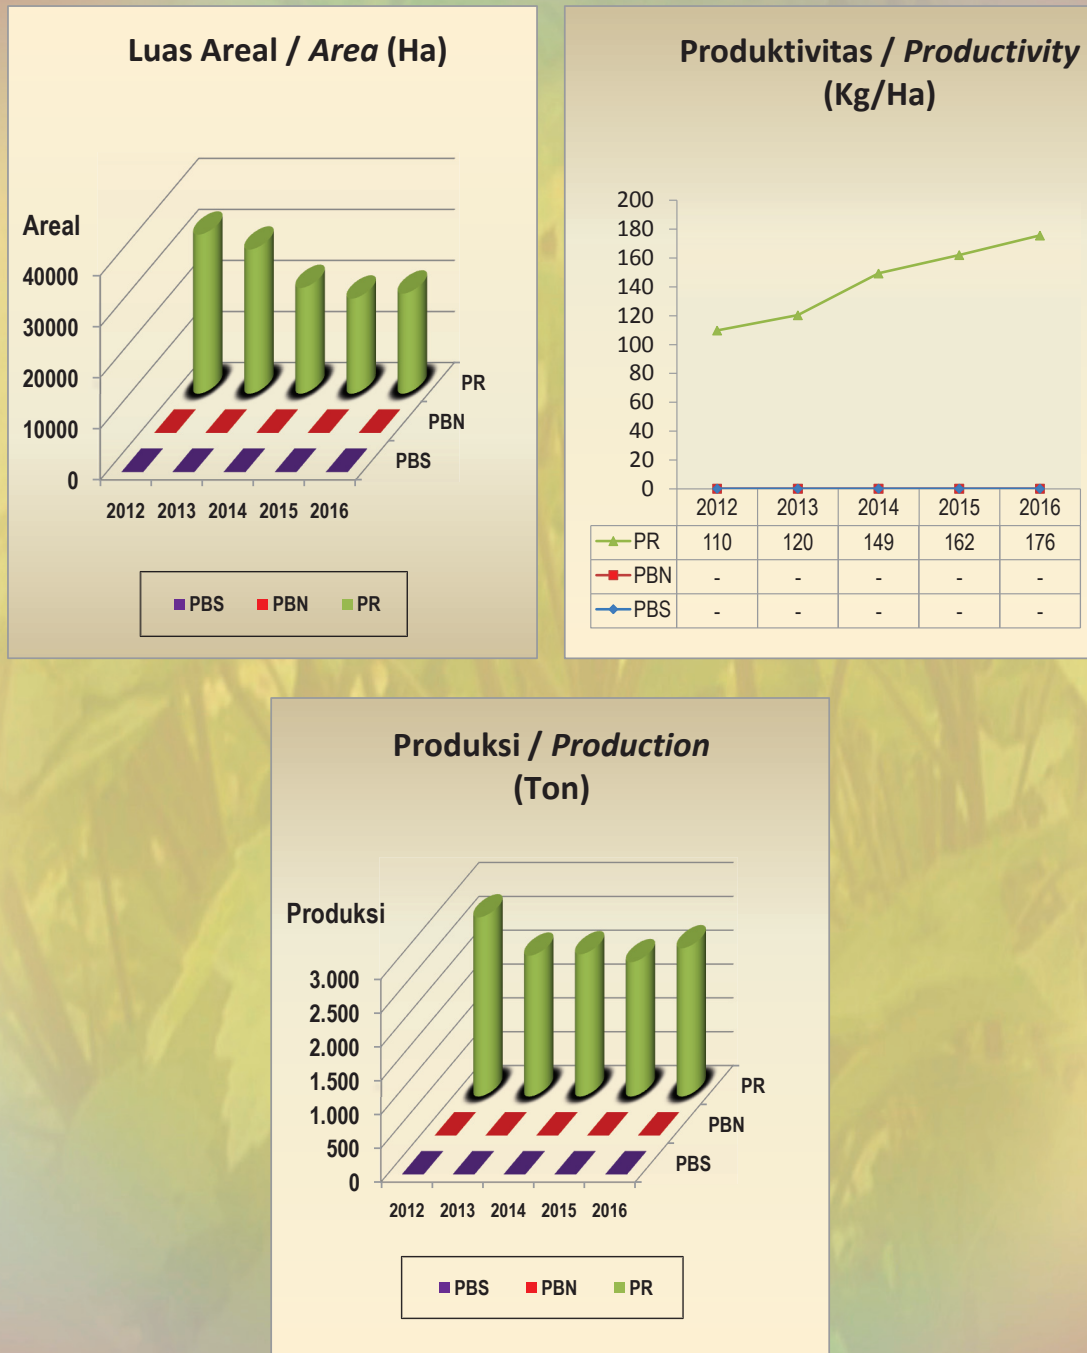 Luas Areal / Area (Ha)
Areal
40000
30000
20000
10000
0
PR
PBN
PBS
2012 2013 2014 2015 2016
PBS PBN PR
Produktivitas / Productivity
(Kg/Ha)
200
180
160
140
120
100
80
60
40
20
0
2012 2013 2014 2015 2016
PR 110 120 149 162 176
PBN - - - - -
PBS - - - - -
Produksi / Production
(Ton)
Produksi
3.000
2.500
2.000
1.500
1.000
500
0
PR
PBN
PBS
2012 2013 2014 2015 2016
PBS PBN PR